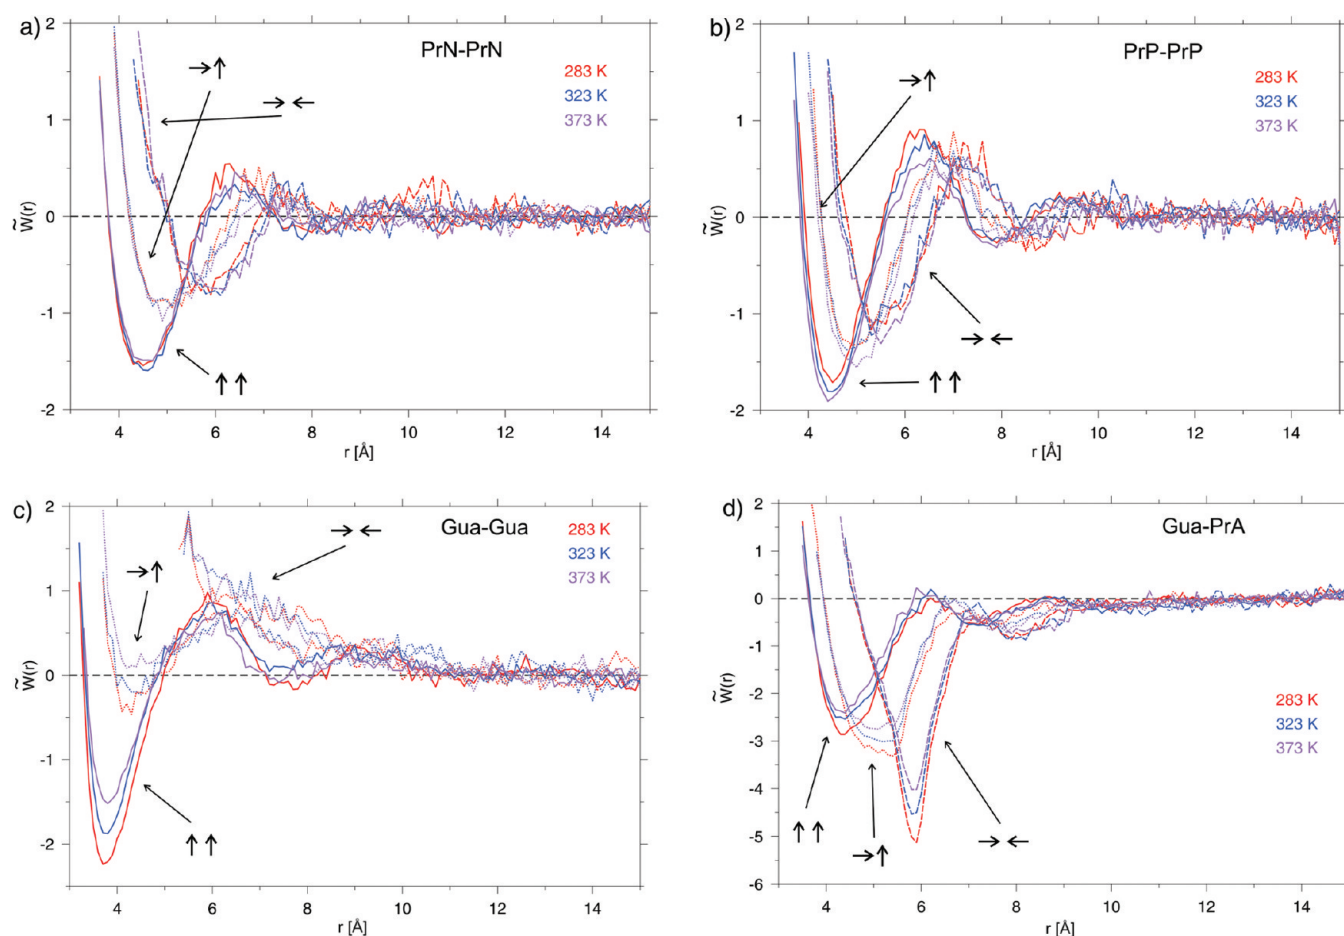 a)
PrN-PrN
283 K
323 K
373 K
W̃(r)
2
1
0
-1
-2
4 6 8 10 12 14
r [Å]
b)
PrP-PrP
283 K
323 K
373 K
W̃(r)
2
1
0
-1
-2
4 6 8 10 12 14
r [Å]
c)
Gua-Gua
283 K
323 K
373 K
W̃(r)
2
1
0
-1
-2
4 6 8 10 12 14
r [Å]
d)
Gua-PrA
283 K
323 K
373 K
W̃(r)
2
1
0
-1
-2
-3
-4
-5
-6
4 6 8 10 12 14
r [Å]